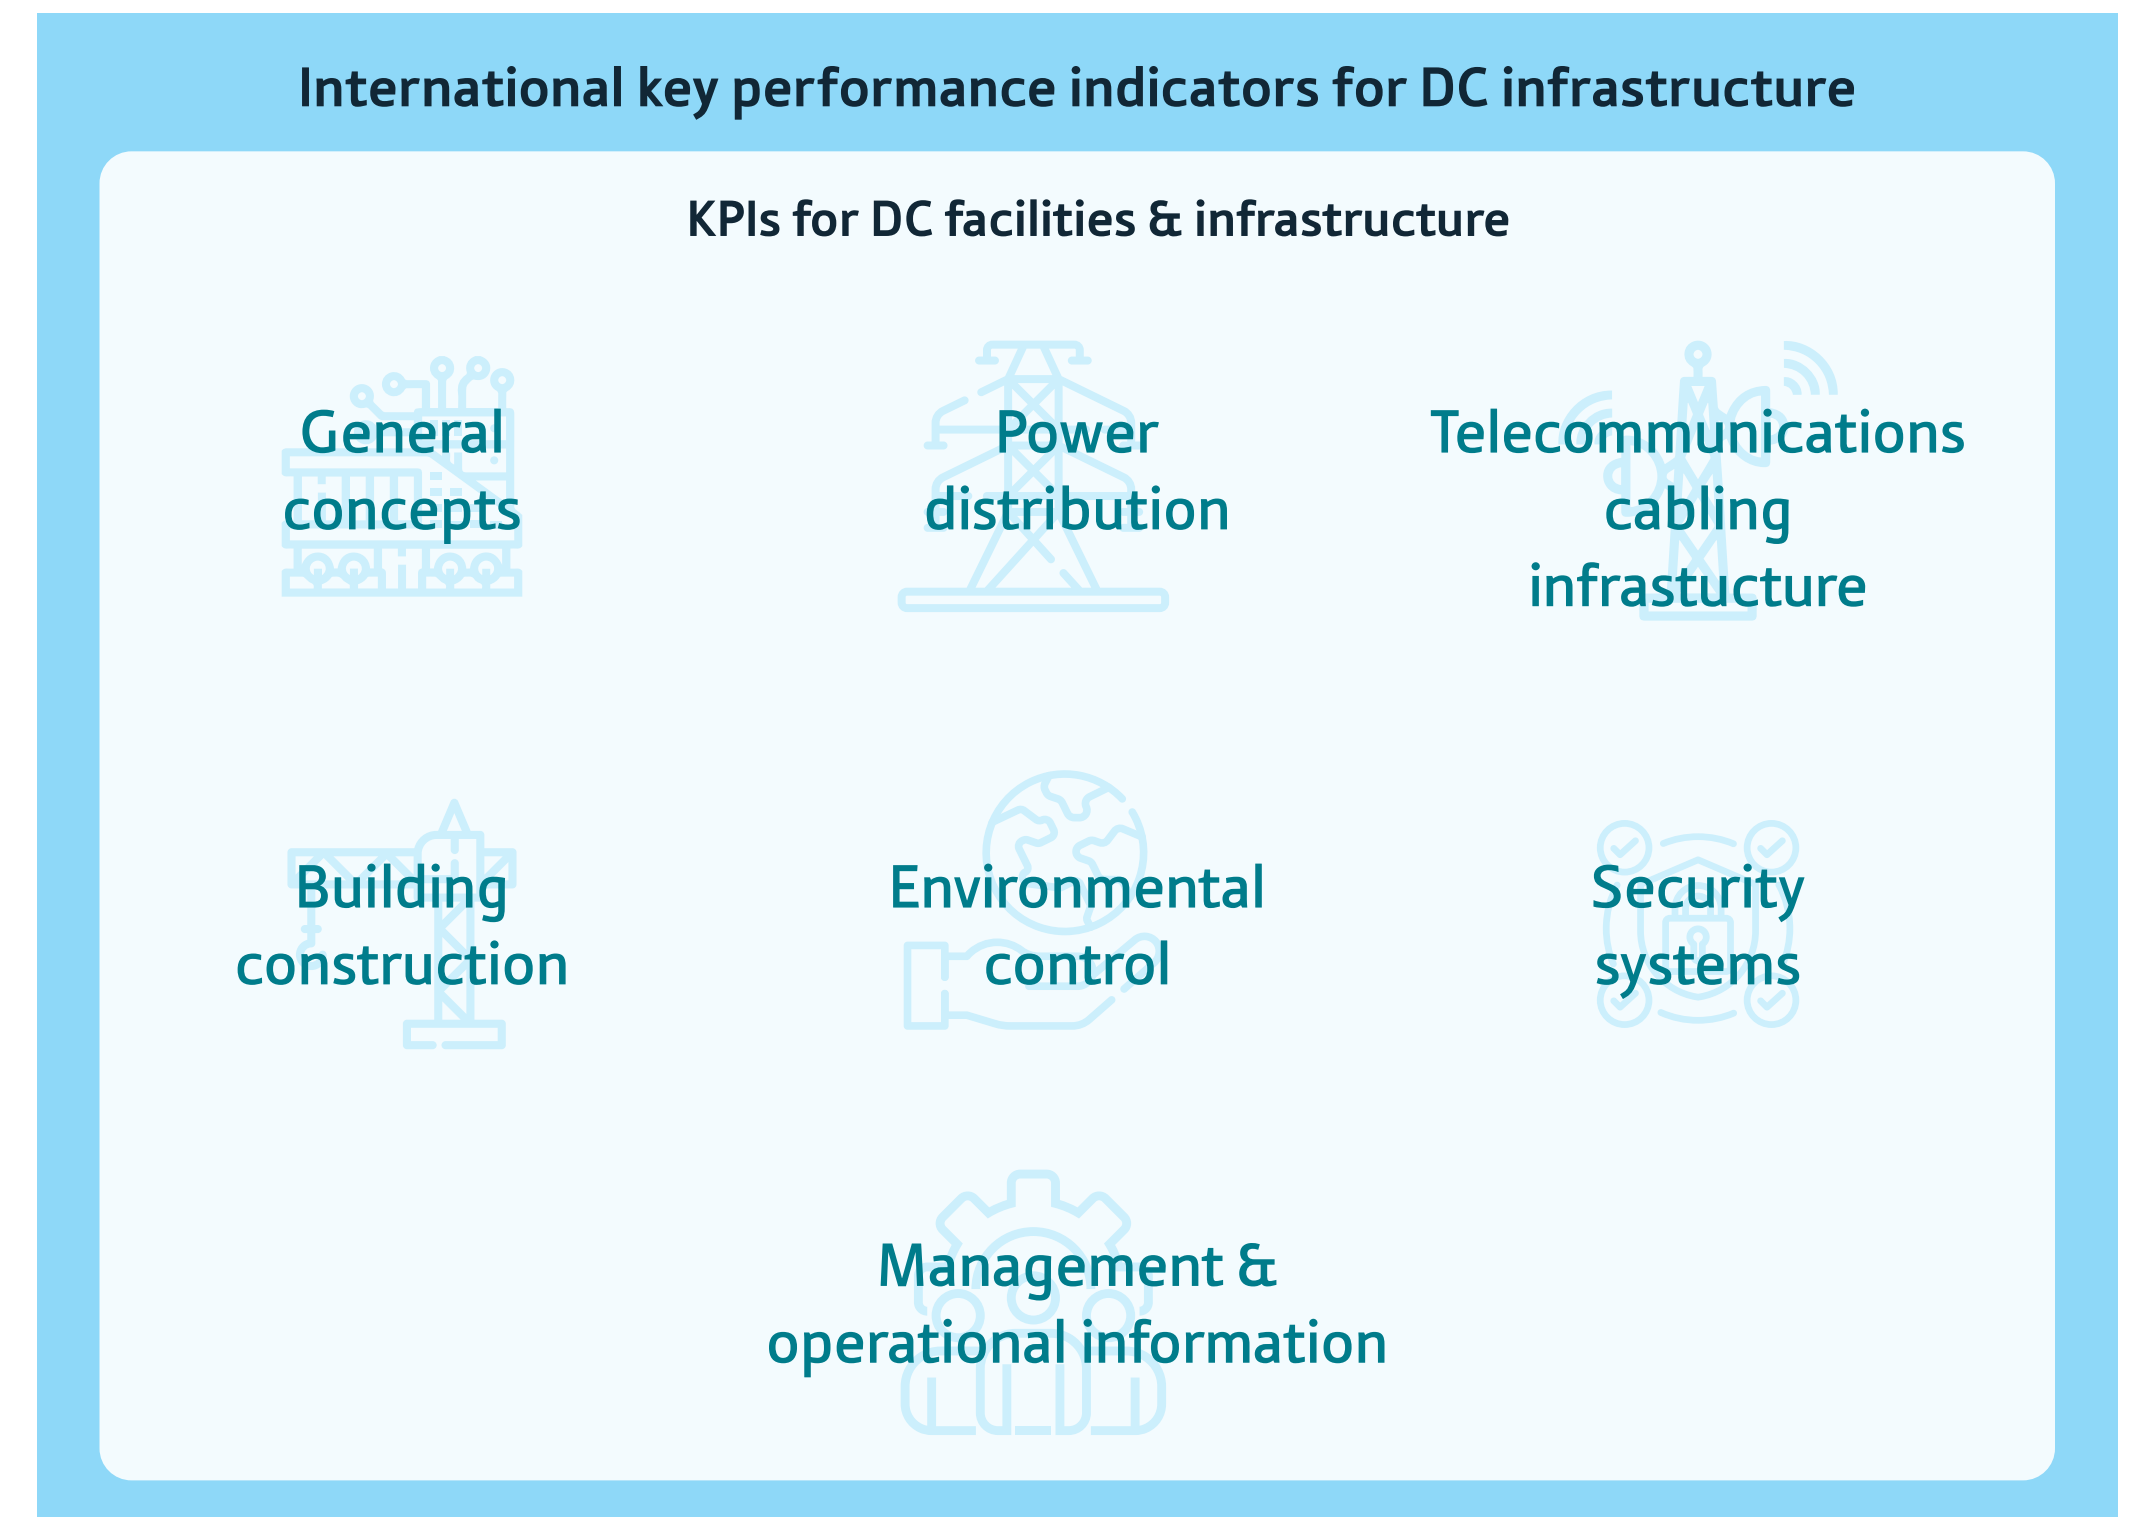 International key performance indicators for DC infrastructure
KPIs for DC facilities & infrastructure
General
concepts
Power
distribution
Telecommunications
cabling
infrastucture
Building
construction
Environmental
control
Security
systems
Management &
operational information